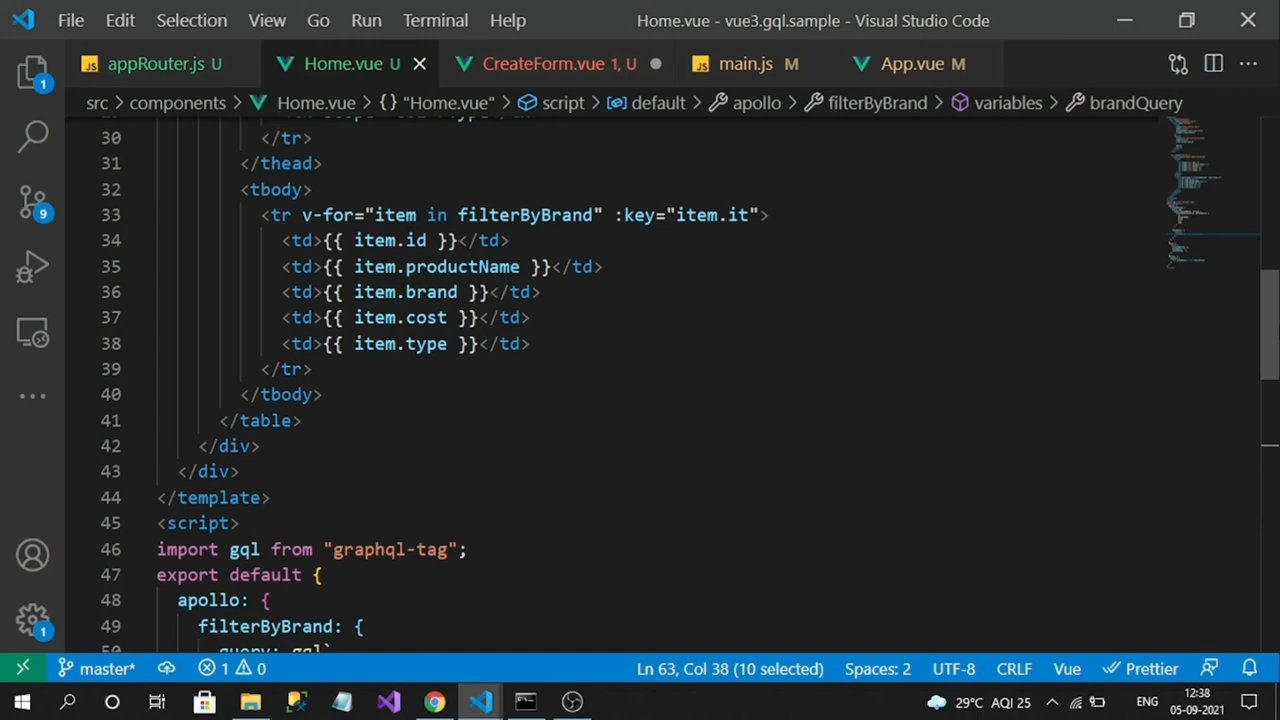 File Edit Selection View Go Run Terminal Help Home.vue - vue3.gql.sample - Visual Studio Code
JS appRouter.js U Home.vue U CreateForm.vue 1, U JS main.js M App.vue M
src > components > Home.vue > {} "Home.vue" > script > default > apollo > filterByBrand > variables > brandQuery
30 </tr>
31 </thead>
32 <tbody>
33 <tr v-for="item in filterByBrand" :key="item.it">
34 <td>{{ item.id }}</td>
35 <td>{{ item.productName }}</td>
36 <td>{{ item.brand }}</td>
37 <td>{{ item.cost }}</td>
38 <td>{{ item.type }}</td>
39 </tr>
40 </tbody>
41 </table>
42 </div>
43 </div>
44 </template>
45 <script>
46 import gql from "graphql-tag";
47 export default {
48 apollo: {
49 filterByBrand: {
50 query: gql`
1
9
1
master* 1 0 Ln 63, Col 38 (10 selected) Spaces: 2 UTF-8 CRLF Vue Prettier
29°C AQI 25 ENG 12:38
05-09-2021